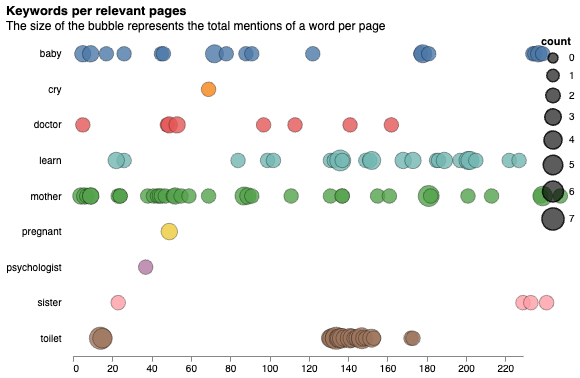 Keywords per relevant pages
The size of the bubble represents the total mentions of a word per page
count
0
1
2
3
4
5
6
7
baby
cry
doctor
learn
mother
pregnant
psychologist
sister
toilet
0 20 40 60 80 100 120 140 160 180 200 220